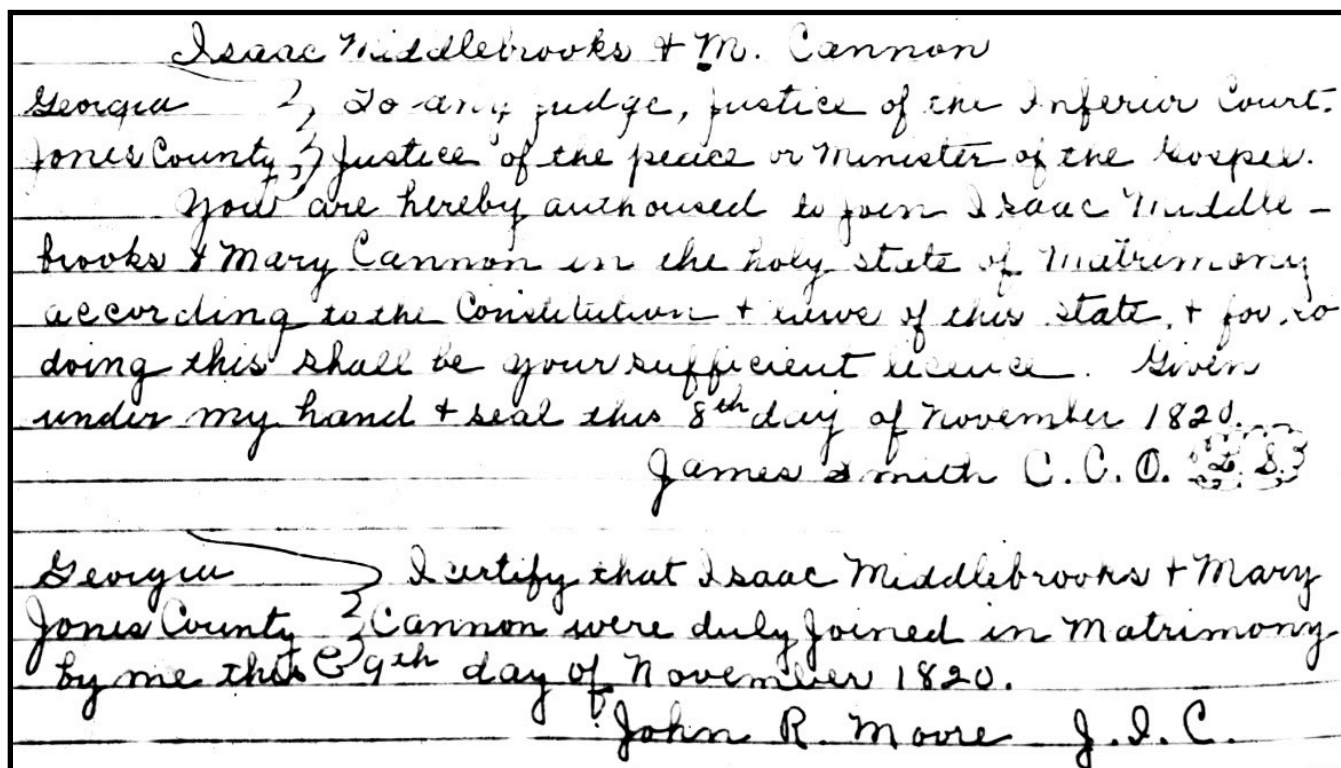 Isaac Middlebrooks & M. Cannon
Georgia } To any judge, justice of the Inferior Court.
Jones County } Justice of the peace or Minister of the Gospel.
You are hereby authorised to join Isaac Middle-
brooks & Mary Cannon in the holy state of Matrimony
according to the Constitution & laws of this state, & for so
doing this shall be your sufficient licence. Given
under my hand & seal this 8th day of November 1820.
James Smith C.C.O. L.S.
Georgia } I certify that Isaac Middlebrooks & Mary
Jones County } Cannon were duly joined in Matrimony
by me this 9th day of November 1820.
John R. Moore J.I.C.